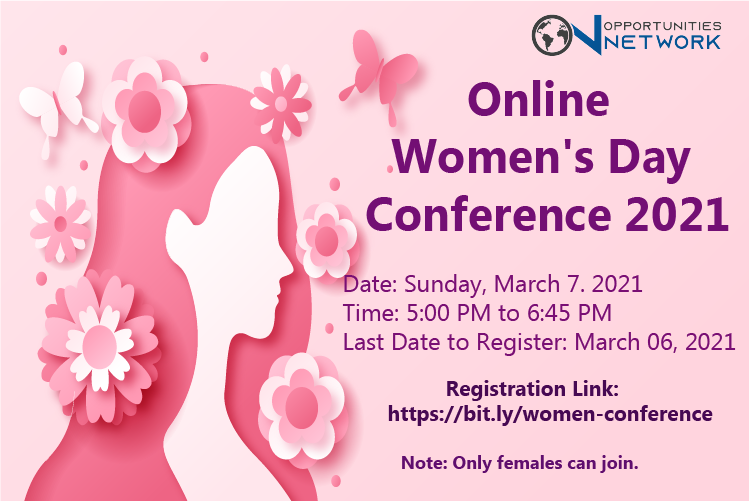 OPPORTUNITIES
NETWORK
Online
Women's Day
Conference 2021
Date: Sunday, March 7. 2021
Time: 5:00 PM to 6:45 PM
Last Date to Register: March 06, 2021
Registration Link:
https://bit.ly/women-conference
Note: Only females can join.